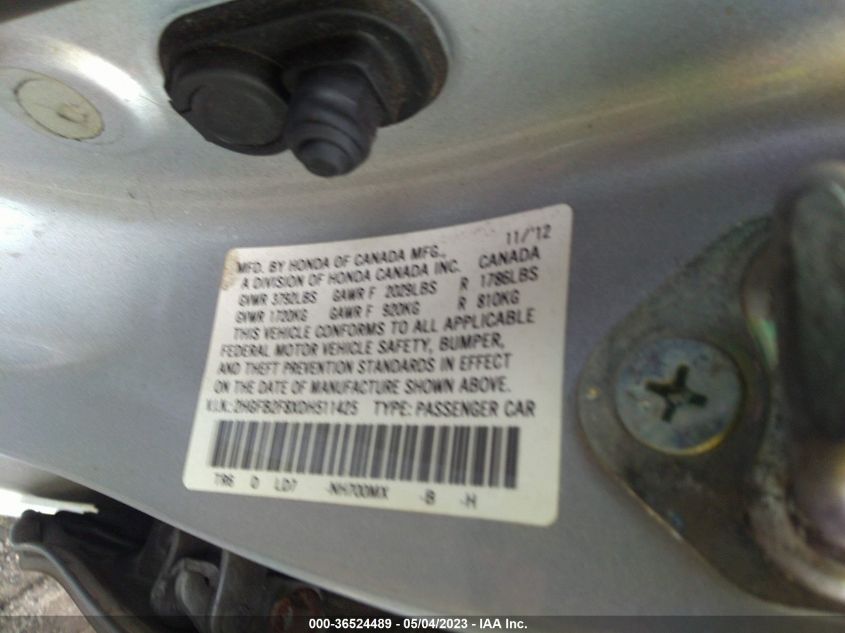 11/'12
MFD. BY HONDA OF CANADA MFG.,
A DIVISION OF HONDA CANADA INC. CANADA
GVWR 3792LBS GAWR F 2029LBS R 1786LBS
GVWR 1720KG GAWR F 920KG R 810KG
THIS VEHICLE CONFORMS TO ALL APPLICABLE
FEDERAL MOTOR VEHICLE SAFETY, BUMPER,
AND THEFT PREVENTION STANDARDS IN EFFECT
ON THE DATE OF MANUFACTURE SHOWN ABOVE.
V.I.N.: 2HGFB2F8XDH511425 TYPE: PASSENGER CAR
TR6 D LD7 -NH700MX -B -H
000-36524489 - 05/04/2023 - IAA Inc.